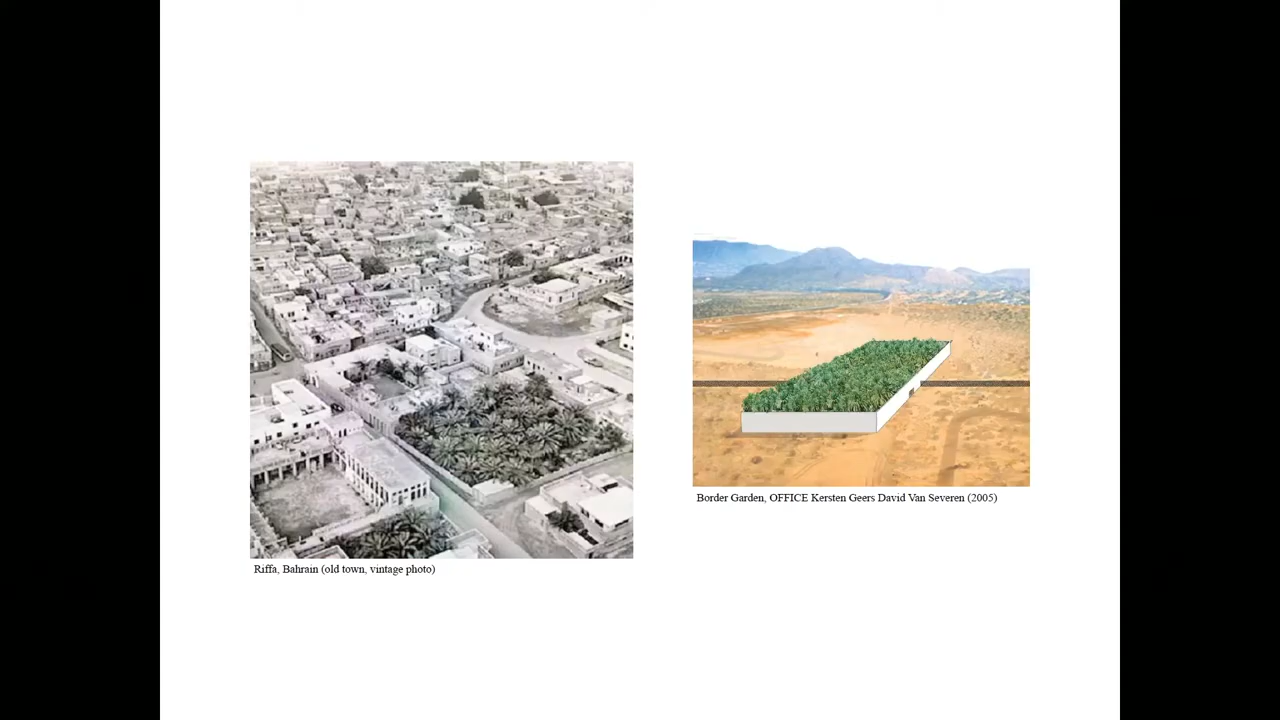 Riffa, Bahrain (old town, vintage photo)
Border Garden, OFFICE Kersten Geers David Van Severen (2005)